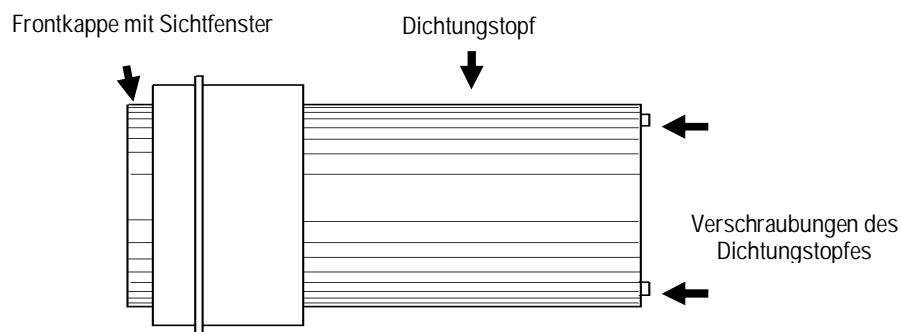 Frontkappe mit Sichtfenster
Dichtungstopf
Verschraubungen des
Dichtungstopfes